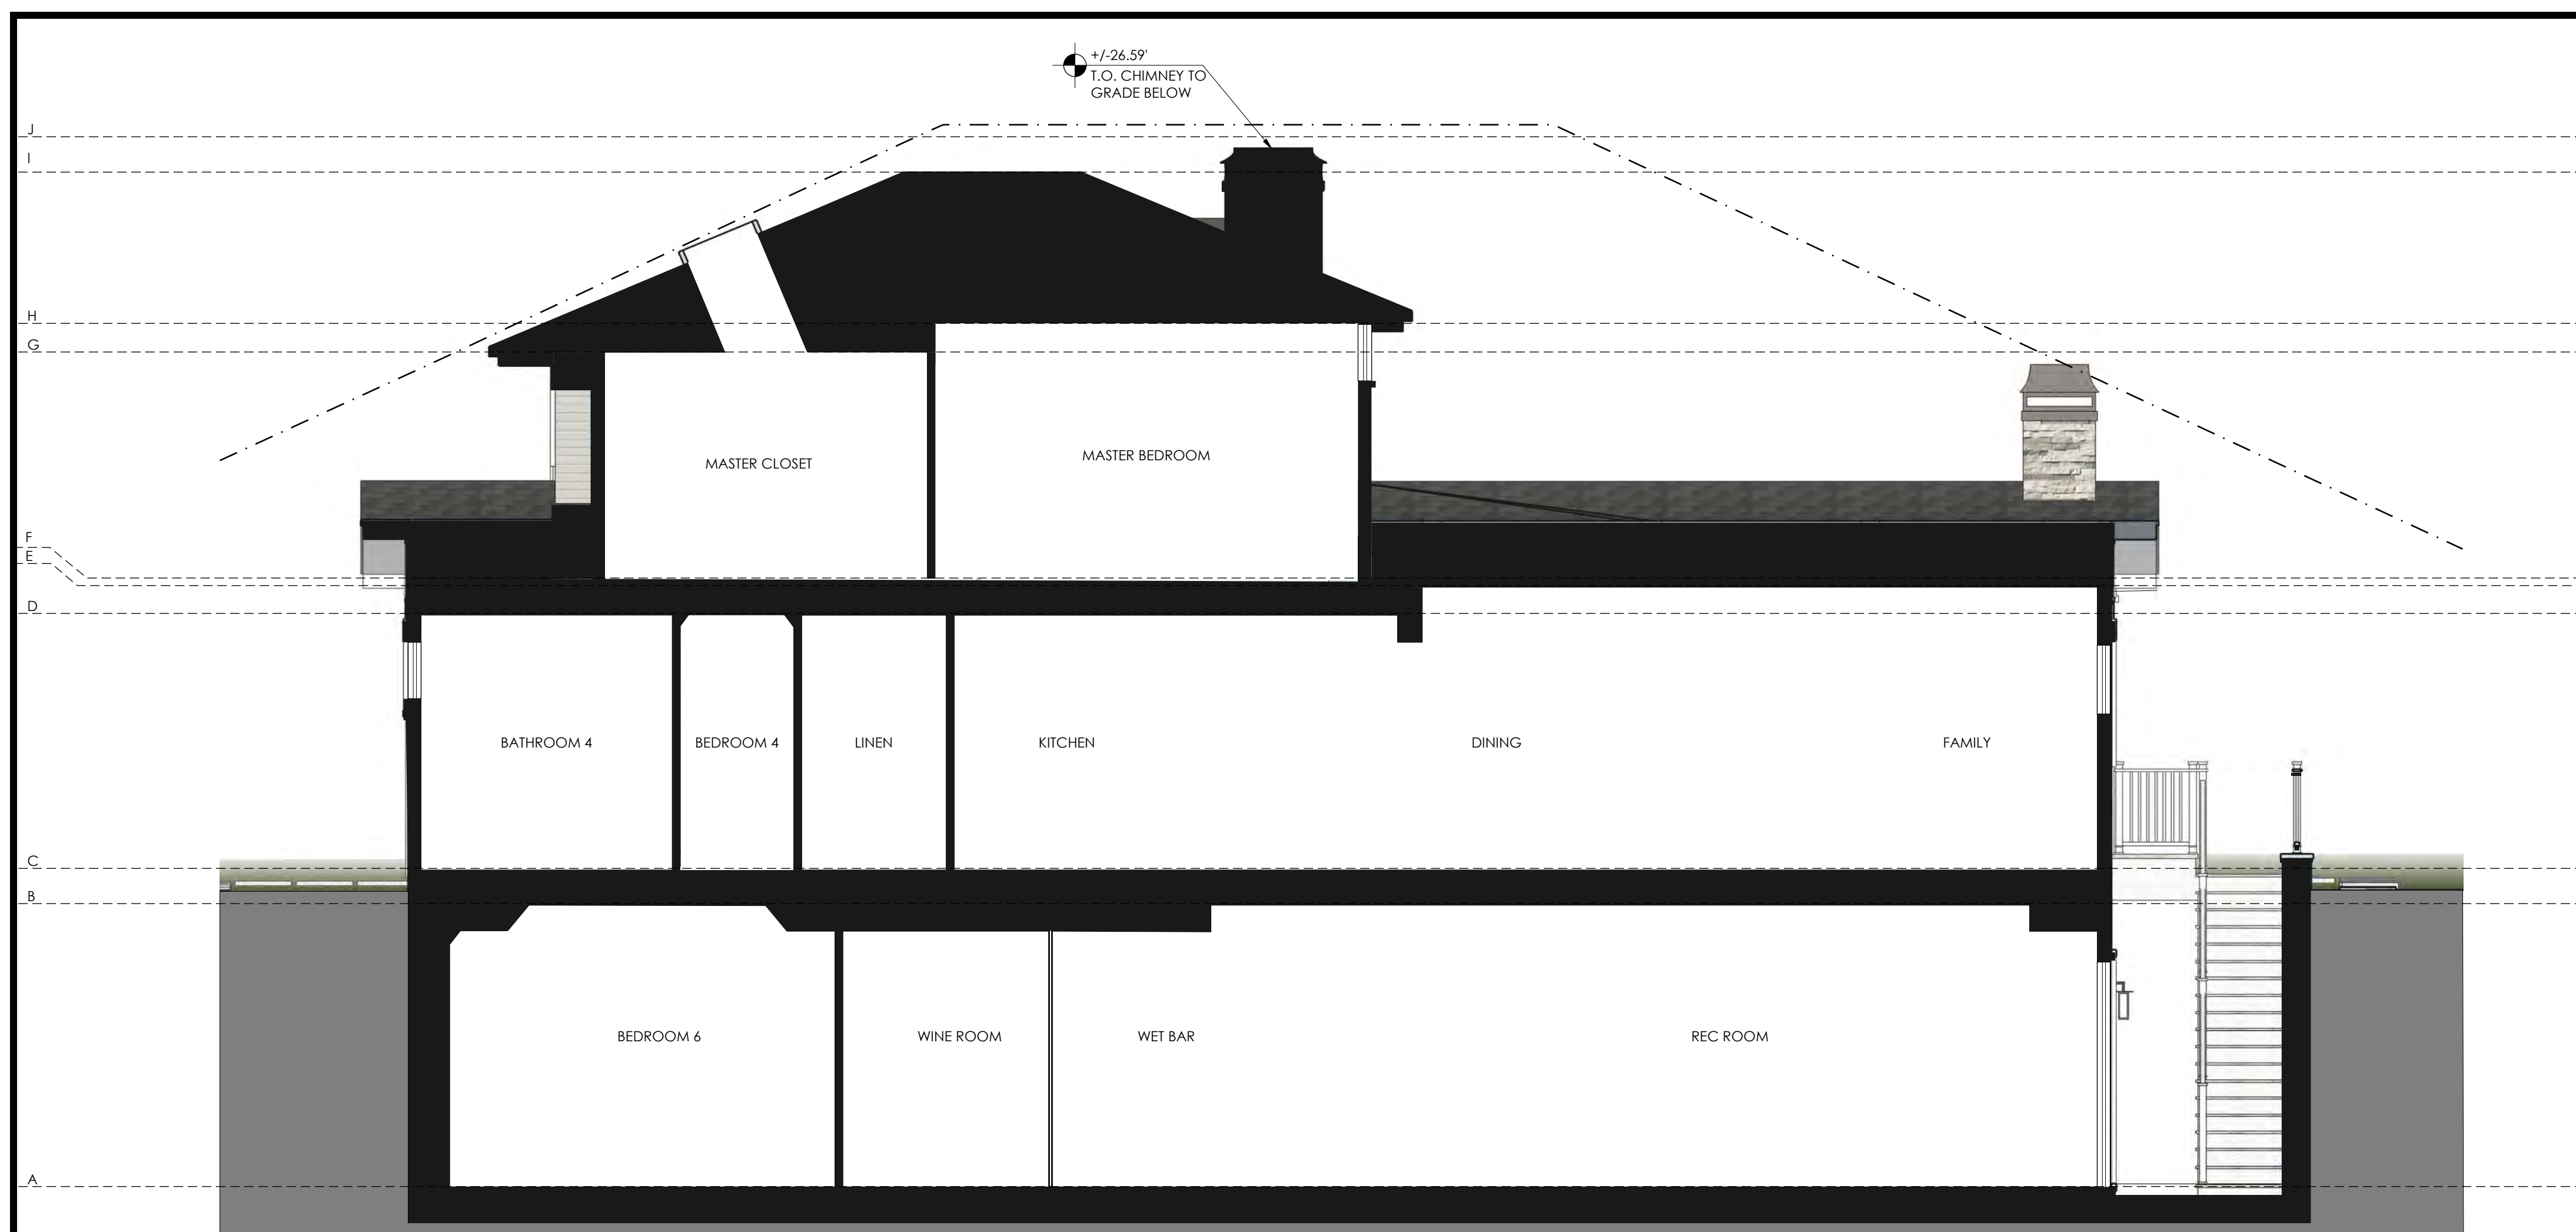 +/-26.59'
T.O. CHIMNEY TO
GRADE BELOW
J
I
H
G
MASTER CLOSET
MASTER BEDROOM
F
E
D
BATHROOM 4
BEDROOM 4
LINEN
KITCHEN
DINING
FAMILY
C
B
BEDROOM 6
WINE ROOM
WET BAR
REC ROOM
A